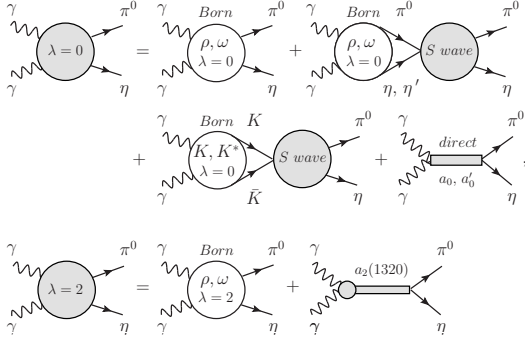 γ π⁰ Born γ π⁰ Born π⁰ γ π⁰
λ = 0 = ρ, ω λ = 0 + ρ, ω λ = 0 S wave
γ η γ η γ η, η′ η
+ γ Born K π⁰ γ π⁰
K, K* λ = 0 S wave + direct a₀, a₀′ ,
γ K̄ η γ η
γ π⁰ Born γ π⁰ γ π⁰
λ = 2 = ρ, ω λ = 2 + a₂(1320)
γ η γ η γ η